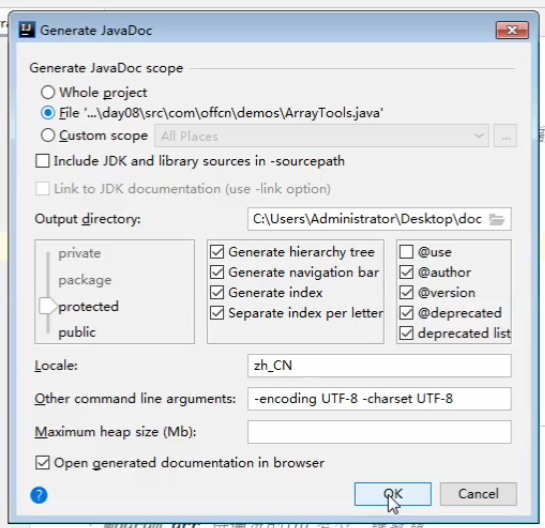 Generate JavaDoc
Generate JavaDoc scope
Whole project
File '...\day08\src\com\offcn\demos\ArrayTools.java'
Custom scope All Places ...
Include JDK and library sources in -sourcepath
Link to JDK documentation (use -link option)
Output directory: C:\Users\Administrator\Desktop\doc
private
package
protected
public
Generate hierarchy tree
Generate navigation bar
Generate index
Separate index per letter
@use
@author
@version
@deprecated
deprecated list
Locale: zh_CN
Other command line arguments: -encoding UTF-8 -charset UTF-8
Maximum heap size (Mb):
Open generated documentation in browser
? OK Cancel